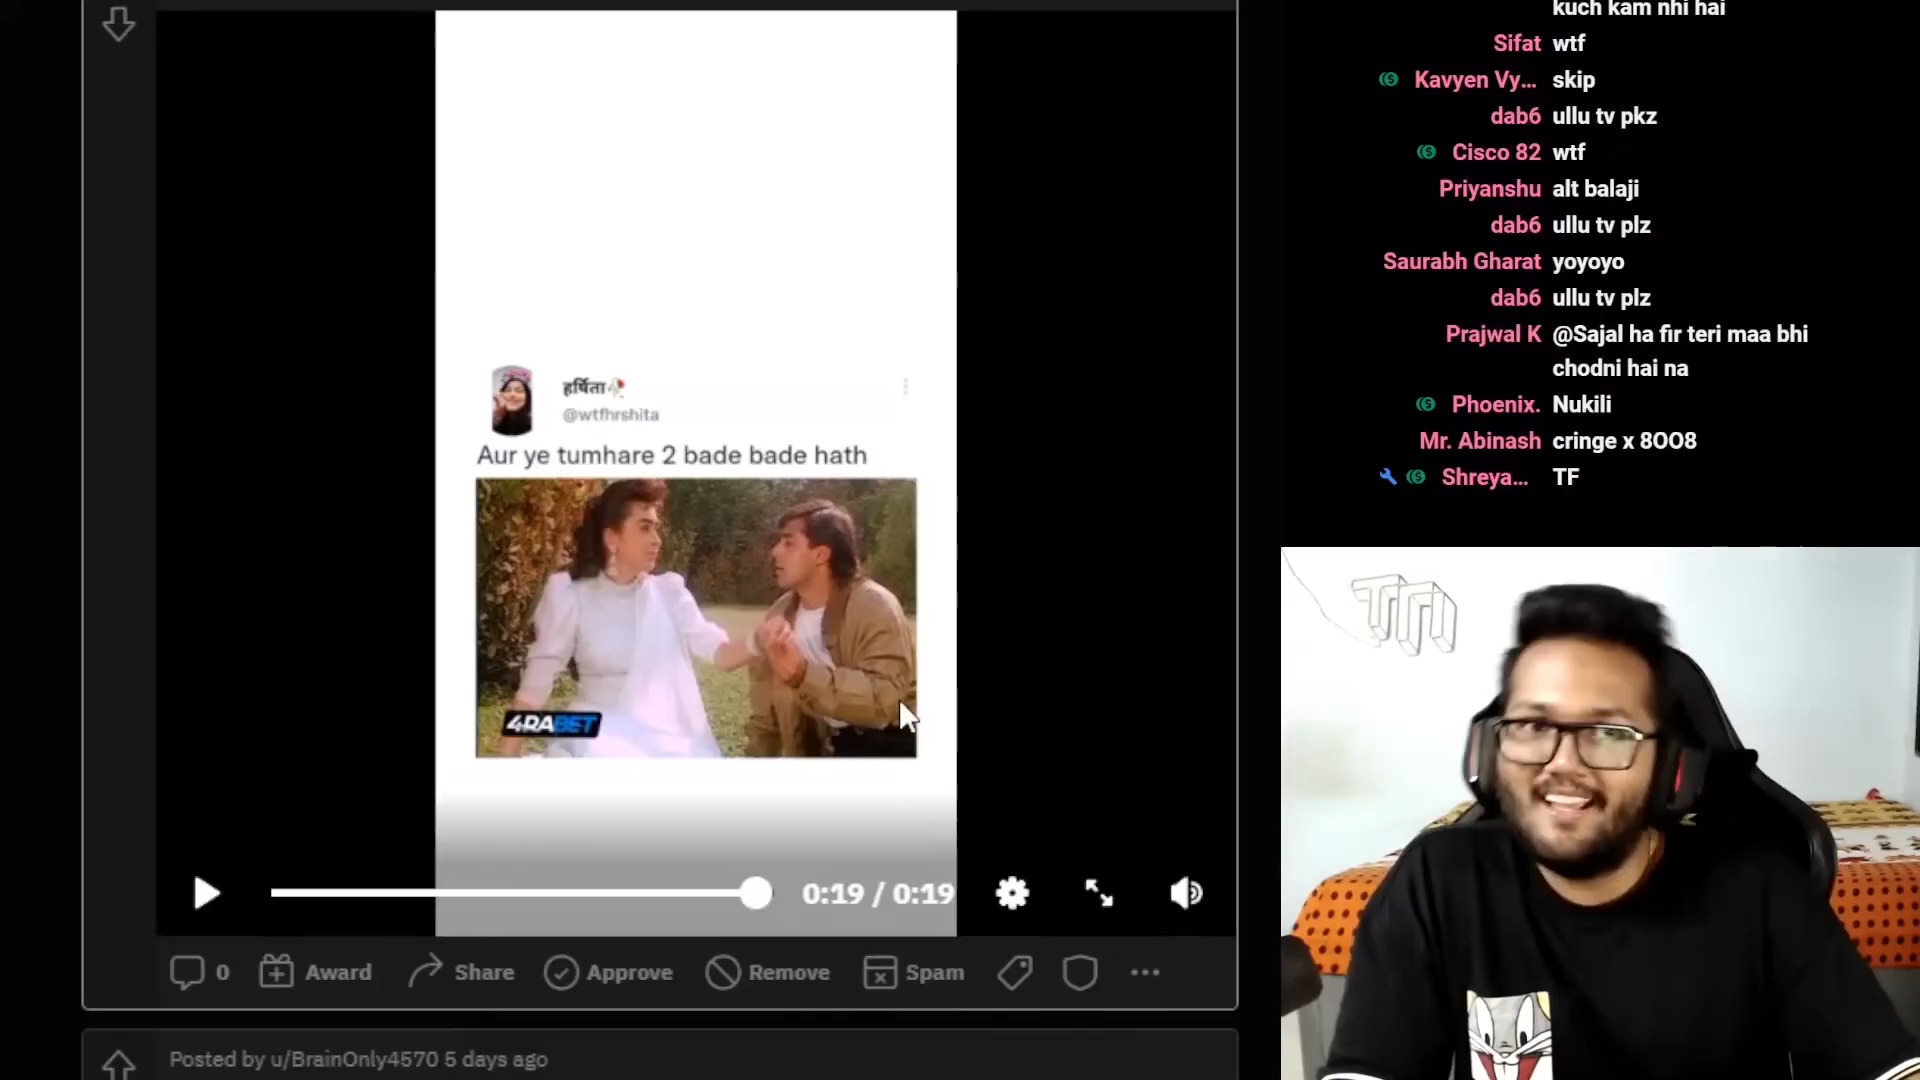 हर्षिता
@wtfhrshita
Aur ye tumhare 2 bade bade hath
4RABET
0:19 / 0:19
0
Award
Share
Approve
Remove
Spam
Posted by u/BrainOnly4570 5 days ago
kuch kam nhi hai
Sifat wtf
Kavyen Vy... skip
dab6 ullu tv pkz
Cisco 82 wtf
Priyanshu alt balaji
dab6 ullu tv plz
Saurabh Gharat yoyoyo
dab6 ullu tv plz
Prajwal K @Sajal ha fir teri maa bhi
chodni hai na
Phoenix. Nukili
Mr. Abinash cringe x 8OO8
Shreya... TF